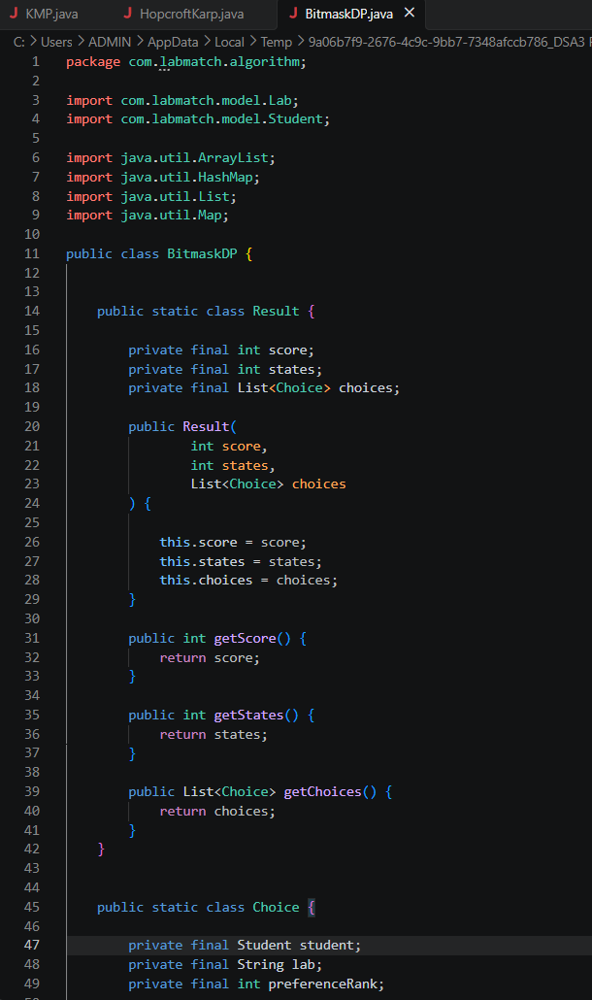 KMP.java HopcroftKarp.java BitmaskDP.java
C: > Users > ADMIN > AppData > Local > Temp > 9a06b7f9-2676-4c9c-9bb7-7348afccb786_DSA3
1 package com.labmatch.algorithm;
2
3 import com.labmatch.model.Lab;
4 import com.labmatch.model.Student;
5
6 import java.util.ArrayList;
7 import java.util.HashMap;
8 import java.util.List;
9 import java.util.Map;
10
11 public class BitmaskDP {
12
13
14     public static class Result {
15
16         private final int score;
17         private final int states;
18         private final List<Choice> choices;
19
20         public Result(
21                 int score,
22                 int states,
23                 List<Choice> choices
24         ) {
25
26             this.score = score;
27             this.states = states;
28             this.choices = choices;
29         }
30
31         public int getScore() {
32             return score;
33         }
34
35         public int getStates() {
36             return states;
37         }
38
39         public List<Choice> getChoices() {
40             return choices;
41         }
42     }
43
44
45     public static class Choice {
46
47         private final Student student;
48         private final String lab;
49         private final int preferenceRank;